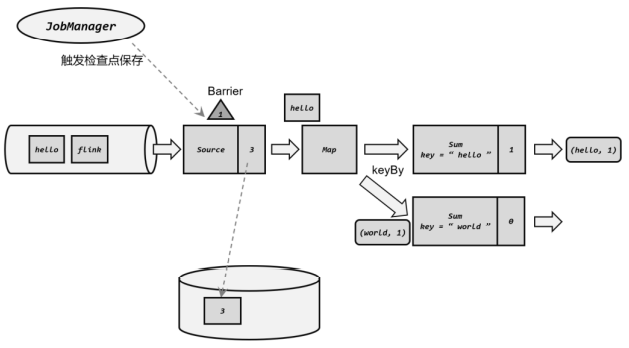 JobManager
触发检查点保存
Barrier
1
hello
hello
flink
Source
3
Map
Sum
key = “ hello ”
1
(hello, 1)
keyBy
(world, 1)
Sum
key = “ world ”
0
3